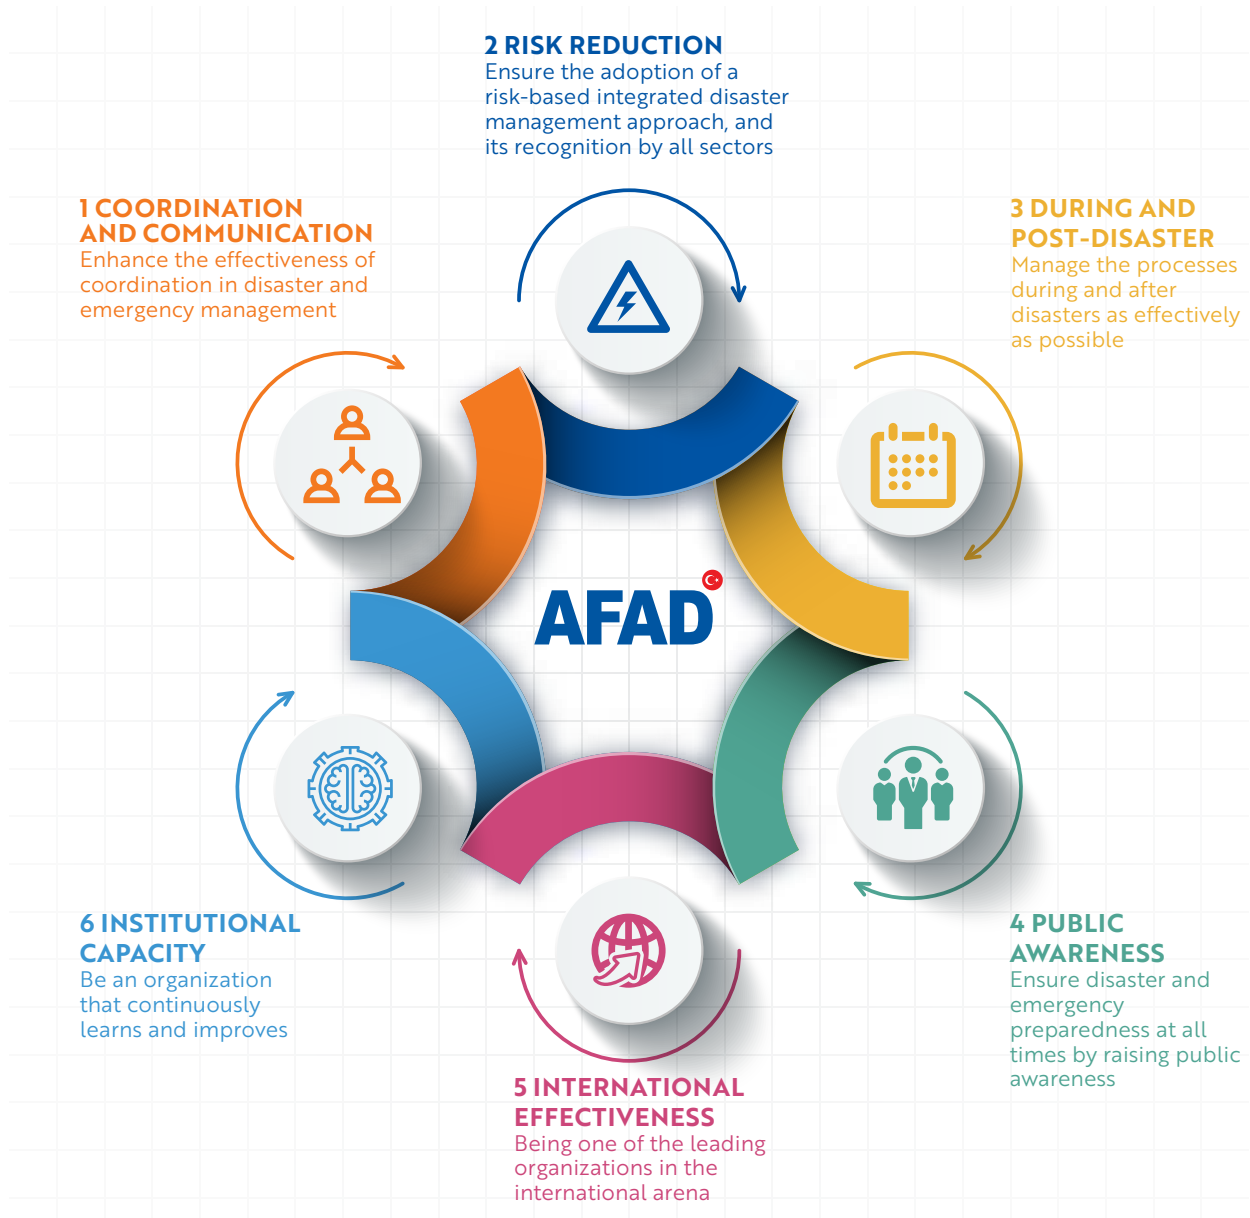 2 RISK REDUCTION
Ensure the adoption of a
risk-based integrated disaster
management approach, and
its recognition by all sectors
1 COORDINATION
AND COMMUNICATION
Enhance the effectiveness of
coordination in disaster and
emergency management
3 DURING AND
POST-DISASTER
Manage the processes
during and after
disasters as effectively
as possible
AFAD
6 INSTITUTIONAL
CAPACITY
Be an organization
that continuously
learns and improves
4 PUBLIC
AWARENESS
Ensure disaster and
emergency
preparedness at all
times by raising public
awareness
5 INTERNATIONAL
EFFECTIVENESS
Being one of the leading
organizations in the
international arena